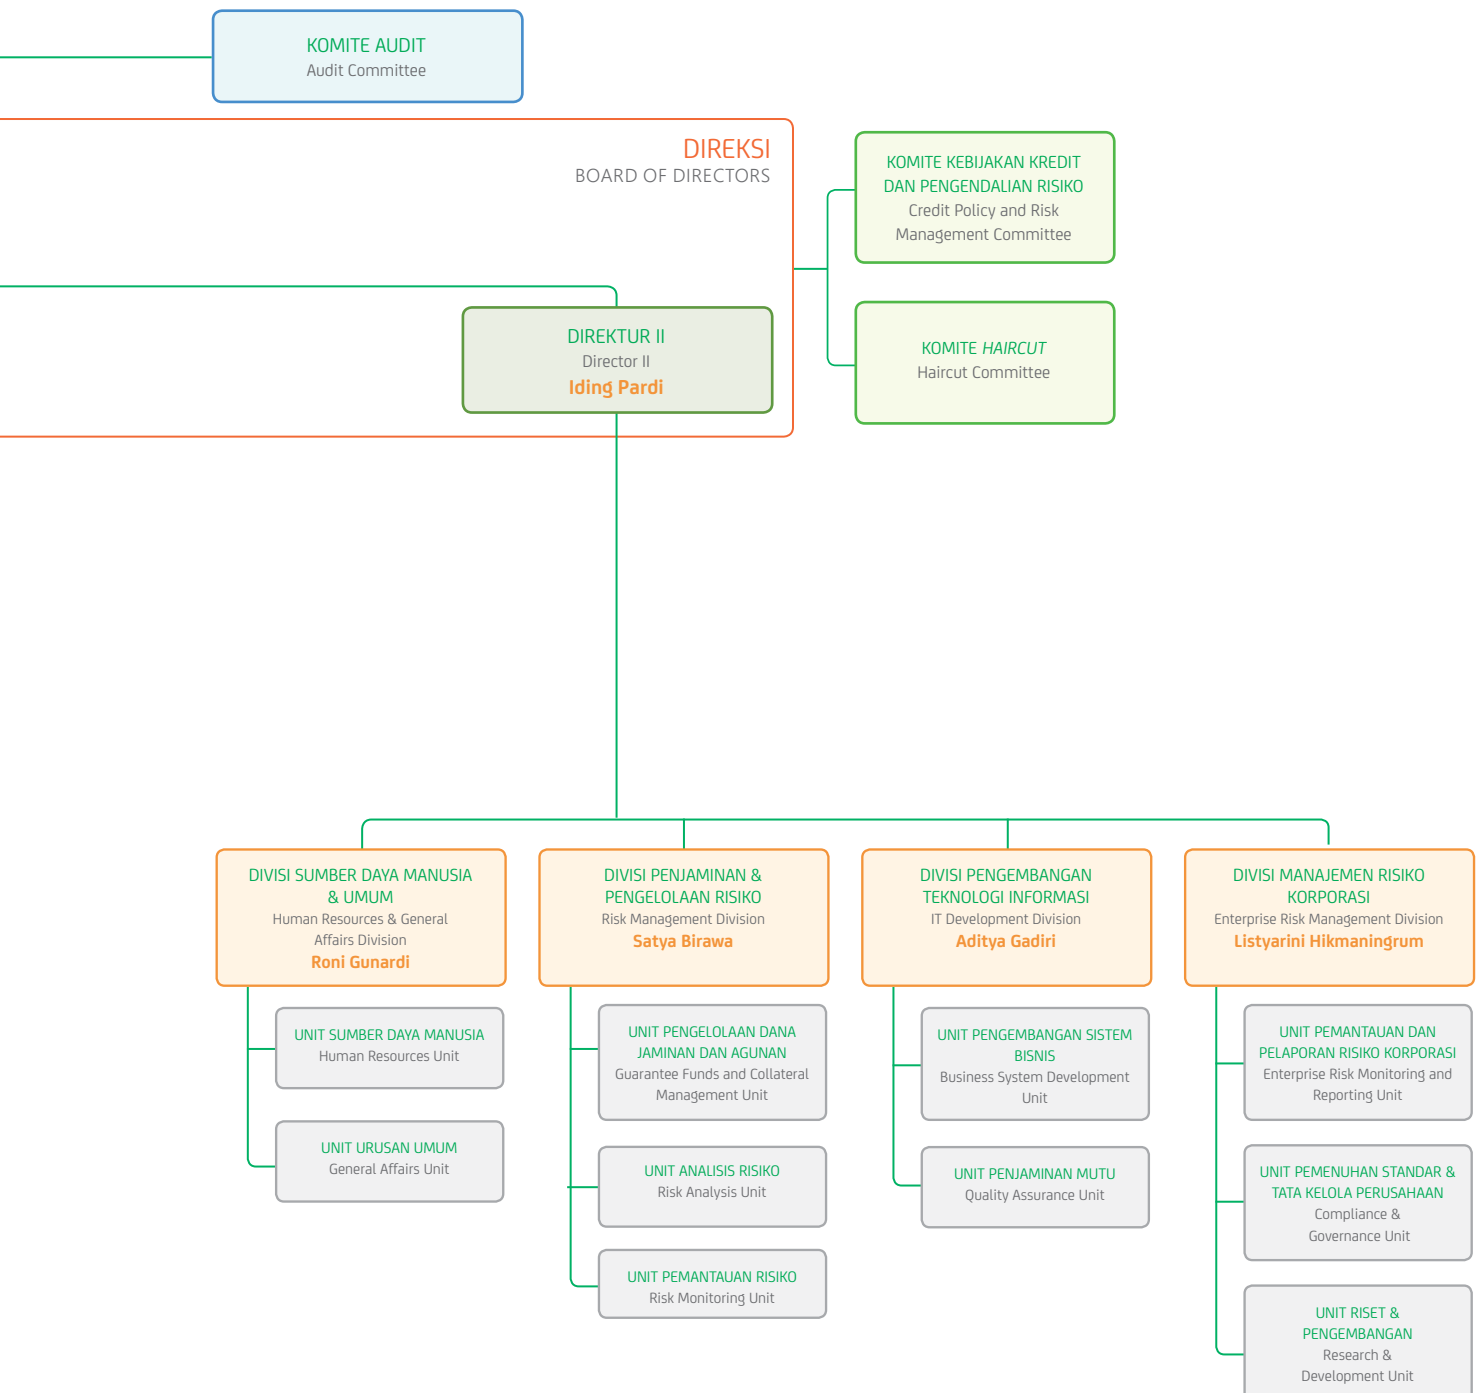 KOMITE AUDIT
Audit Committee
DIREKSI
BOARD OF DIRECTORS
KOMITE KEBIJAKAN KREDIT
DAN PENGENDALIAN RISIKO
Credit Policy and Risk
Management Committee
KOMITE HAIRCUT
Haircut Committee
DIREKTUR II
Director II
Iding Pardi
DIVISI SUMBER DAYA MANUSIA
& UMUM
Human Resources & General
Affairs Division
Roni Gunardi
UNIT SUMBER DAYA MANUSIA
Human Resources Unit
UNIT URUSAN UMUM
General Affairs Unit
DIVISI PENJAMINAN &
PENGELOLAAN RISIKO
Risk Management Division
Satya Birawa
UNIT PENGELOLAAN DANA
JAMINAN DAN AGUNAN
Guarantee Funds and Collateral
Management Unit
UNIT ANALISIS RISIKO
Risk Analysis Unit
UNIT PEMANTAUAN RISIKO
Risk Monitoring Unit
DIVISI PENGEMBANGAN
TEKNOLOGI INFORMASI
IT Development Division
Aditya Gadiri
UNIT PENGEMBANGAN SISTEM
BISNIS
Business System Development
Unit
UNIT PENJAMINAN MUTU
Quality Assurance Unit
DIVISI MANAJEMEN RISIKO
KORPORASI
Enterprise Risk Management Division
Listyarini Hikmaningrum
UNIT PEMANTAUAN DAN
PELAPORAN RISIKO KORPORASI
Enterprise Risk Monitoring and
Reporting Unit
UNIT PEMENUHAN STANDAR &
TATA KELOLA PERUSAHAAN
Compliance &
Governance Unit
UNIT RISET &
PENGEMBANGAN
Research &
Development Unit